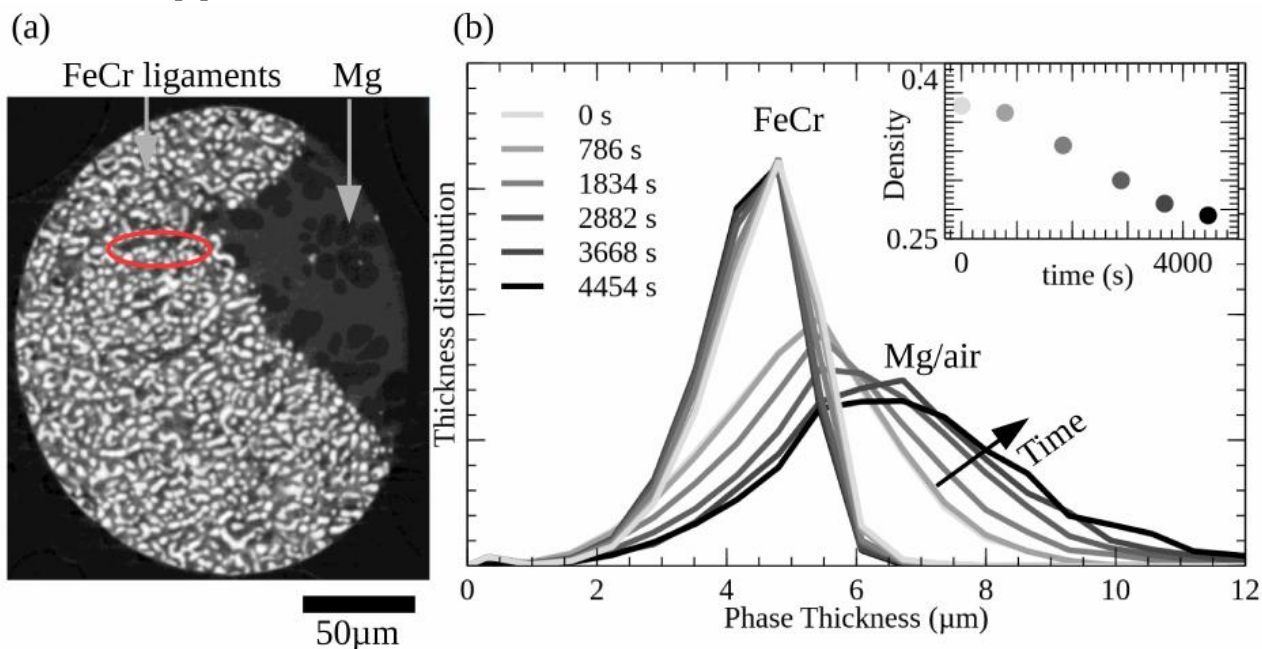 (a)
FeCr ligaments
Mg
50µm
(b)
Thickness distribution
0 s
786 s
1834 s
2882 s
3668 s
4454 s
FeCr
Mg/air
Time
0.4
Density
0.25
0
4000
time (s)
0
2
4
6
8
10
12
Phase Thickness (µm)